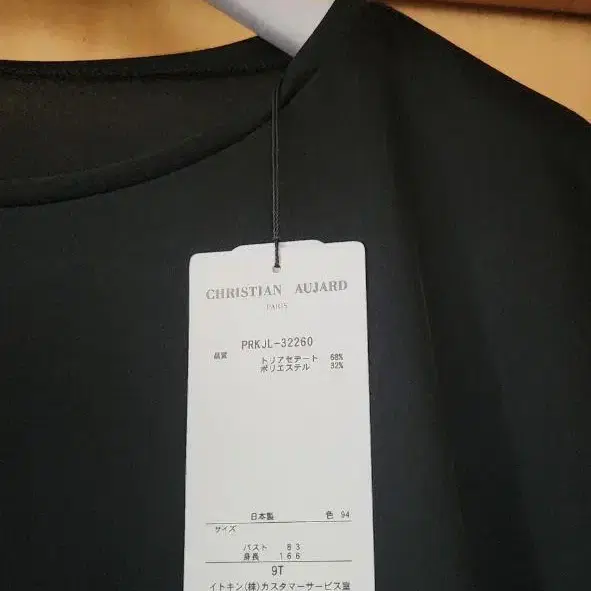 CHRISTIAN AUJARD
PARIS
PRKJL-32260
品質 トリアセテート 68%
ポリエステル 32%
日本製 色 94
サイズ
バスト 83
身長 166
9T
イトキン(株)カスタマーサービス室